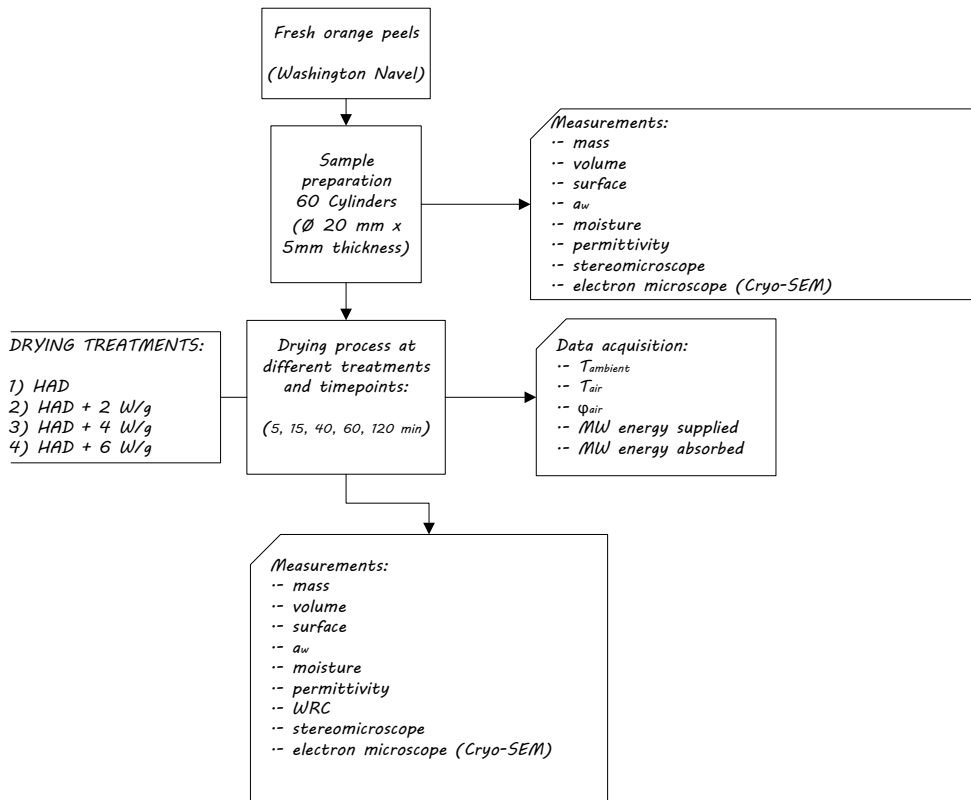 Fresh orange peels
(Washington Navel)
Sample
preparation
60 Cylinders
(Ø 20 mm x
5mm thickness)
Measurements:
·- mass
·- volume
·- surface
·- aw
·- moisture
·- permittivity
·- stereomicroscope
·- electron microscope (Cryo-SEM)
DRYING TREATMENTS:
1) HAD
2) HAD + 2 W/g
3) HAD + 4 W/g
4) HAD + 6 W/g
Drying process at
different treatments
and timepoints:
(5, 15, 40, 60, 120 min)
Data acquisition:
·- Tambient
·- Tair
·- φair
·- MW energy supplied
·- MW energy absorbed
Measurements:
·- mass
·- volume
·- surface
·- aw
·- moisture
·- permittivity
·- WRC
·- stereomicroscope
·- electron microscope (Cryo-SEM)